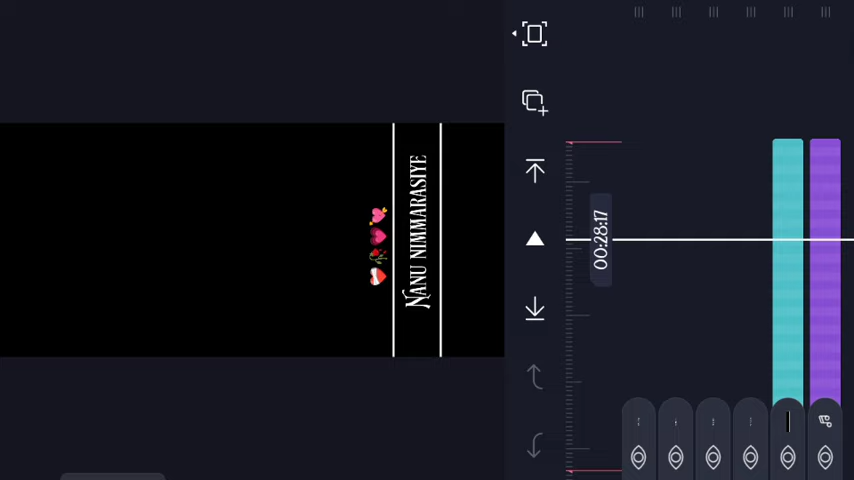 💘💗🥀❤️‍🩹
NANU NIMMARASIYE
00:28:17